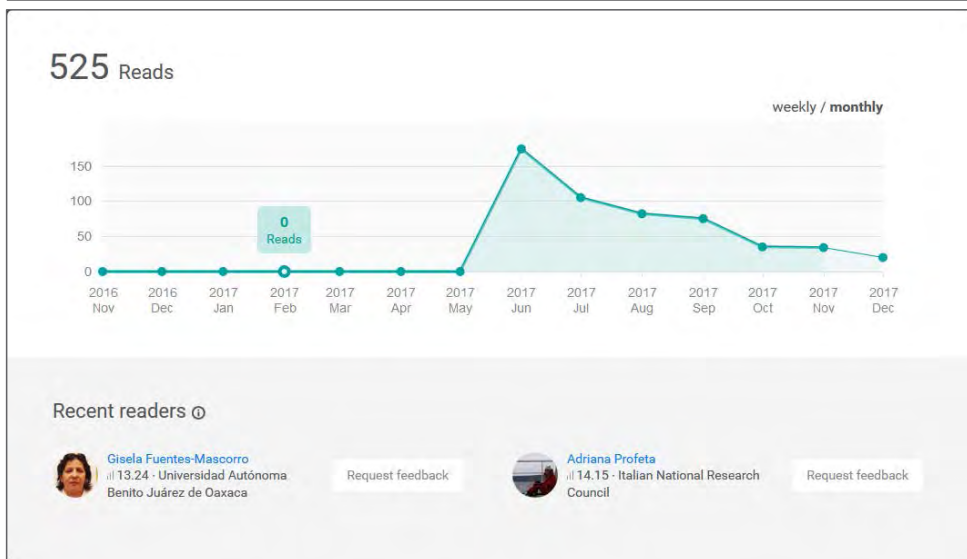 525 Reads
weekly / monthly
150
100
50
0
0
Reads
2016 2016 2017 2017 2017 2017 2017 2017 2017 2017 2017 2017 2017 2017
Nov Dec Jan Feb Mar Apr May Jun Jul Aug Sep Oct Nov Dec
Recent readers
Gisela Fuentes-Mascorro
13.24 · Universidad Autónoma
Benito Juárez de Oaxaca
Request feedback
Adriana Profeta
14.15 · Italian National Research
Council
Request feedback